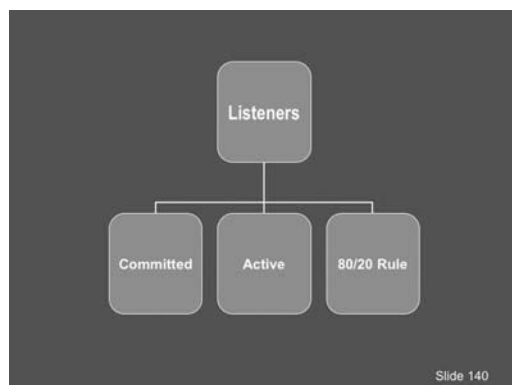 Listeners
Committed
Active
80/20 Rule
Slide 140